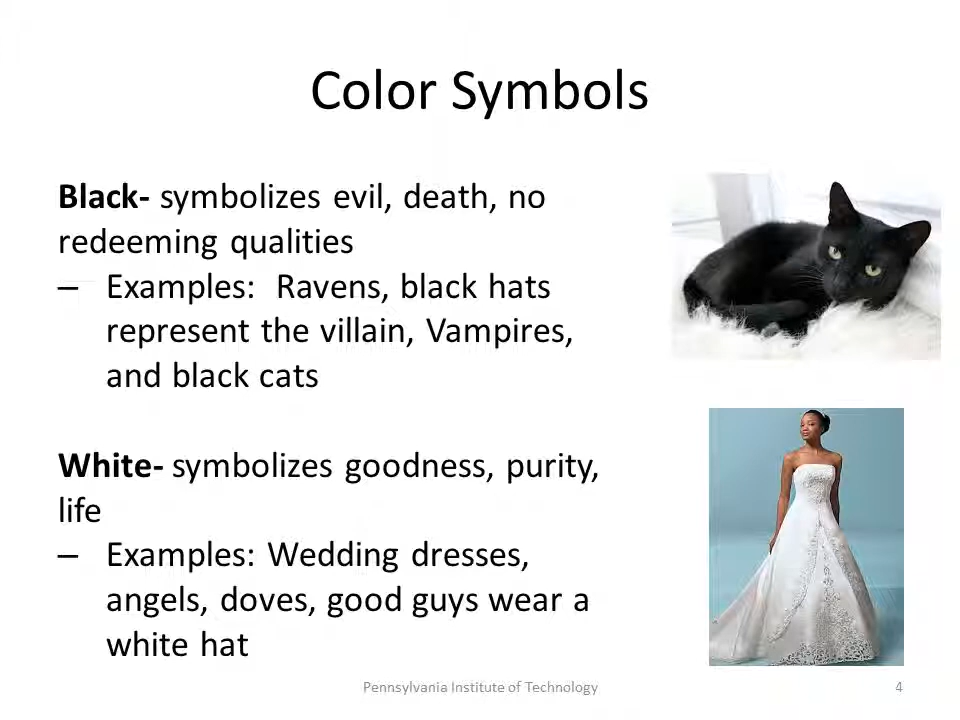 Color Symbols
Black- symbolizes evil, death, no
redeeming qualities
– Examples:  Ravens, black hats
represent the villain, Vampires,
and black cats
White- symbolizes goodness, purity,
life
– Examples: Wedding dresses,
angels, doves, good guys wear a
white hat
Pennsylvania Institute of Technology
4